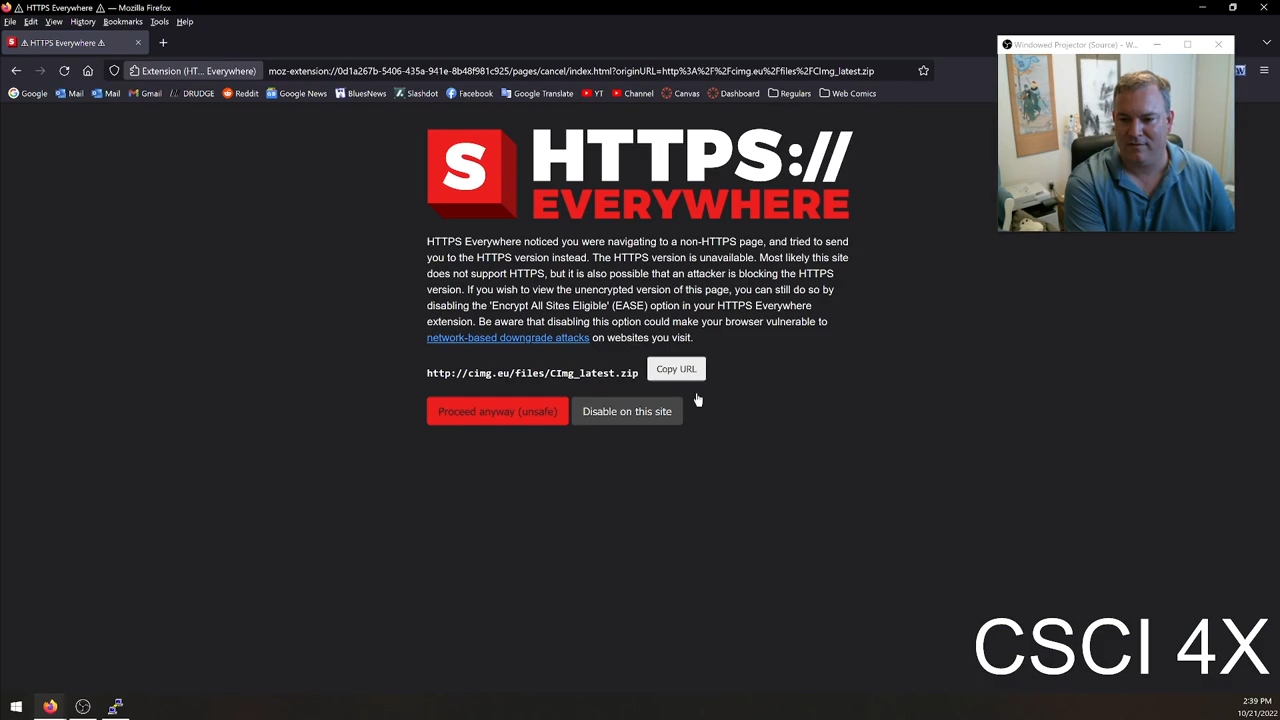 ⚠ HTTPS Everywhere ⚠ — Mozilla Firefox
File Edit View History Bookmarks Tools Help
S ⚠ HTTPS Everywhere ⚠
Windowed Projector (Source) - W...
Extension (HT... Everywhere)
moz-extension://0d1a267b-5406-435a-941e-8b48f981c925/pages/cancel/index.html?originURL=http%3A%2F%2Fcimg.eu%2Ffiles%2FCImg_latest.zip
Google Mail Mail Gmail DRUDGE Reddit Google News BluesNews Slashdot Facebook Google Translate YT Channel Canvas Dashboard Regulars Web Comics
S HTTPS://
EVERYWHERE
HTTPS Everywhere noticed you were navigating to a non-HTTPS page, and tried to send
you to the HTTPS version instead. The HTTPS version is unavailable. Most likely this site
does not support HTTPS, but it is also possible that an attacker is blocking the HTTPS
version. If you wish to view the unencrypted version of this page, you can still do so by
disabling the 'Encrypt All Sites Eligible' (EASE) option in your HTTPS Everywhere
extension. Be aware that disabling this option could make your browser vulnerable to
network-based downgrade attacks on websites you visit.
http://cimg.eu/files/CImg_latest.zip Copy URL
Proceed anyway (unsafe) Disable on this site
CSCI 4X
2:39 PM
10/21/2022